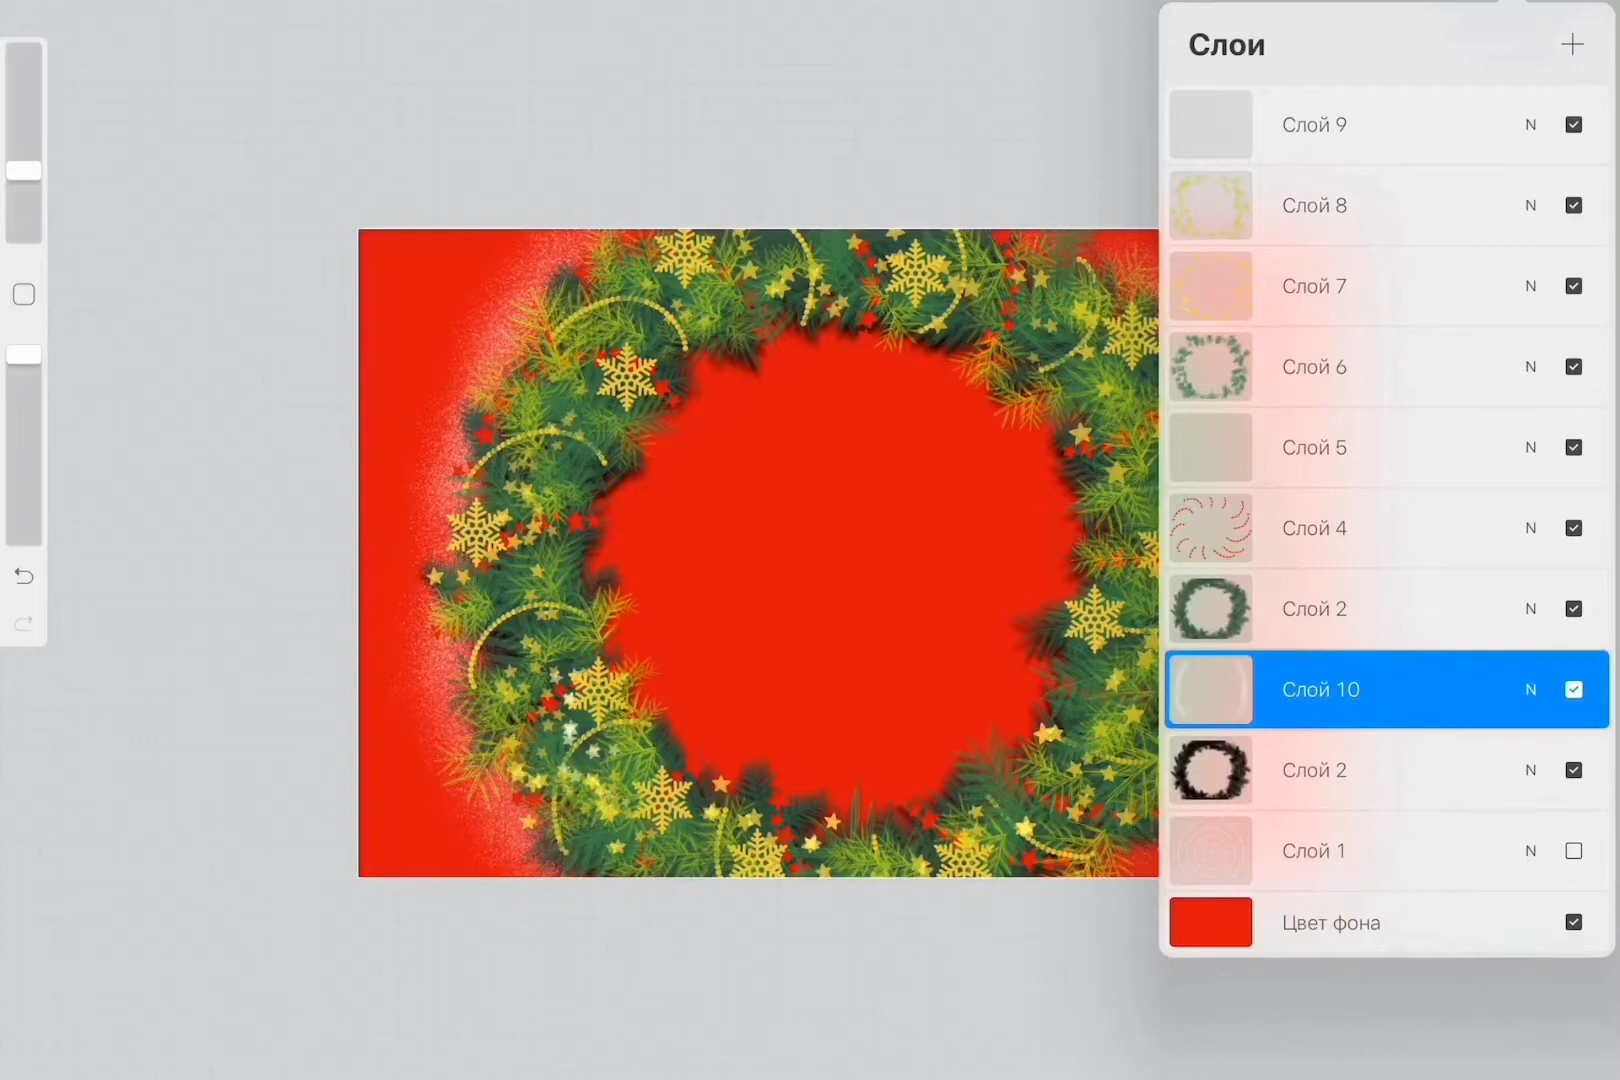 Слои
Слой 9 N
Слой 8 N
Слой 7 N
Слой 6 N
Слой 5 N
Слой 4 N
Слой 2 N
Слой 10 N
Слой 2 N
Слой 1 N
Цвет фона